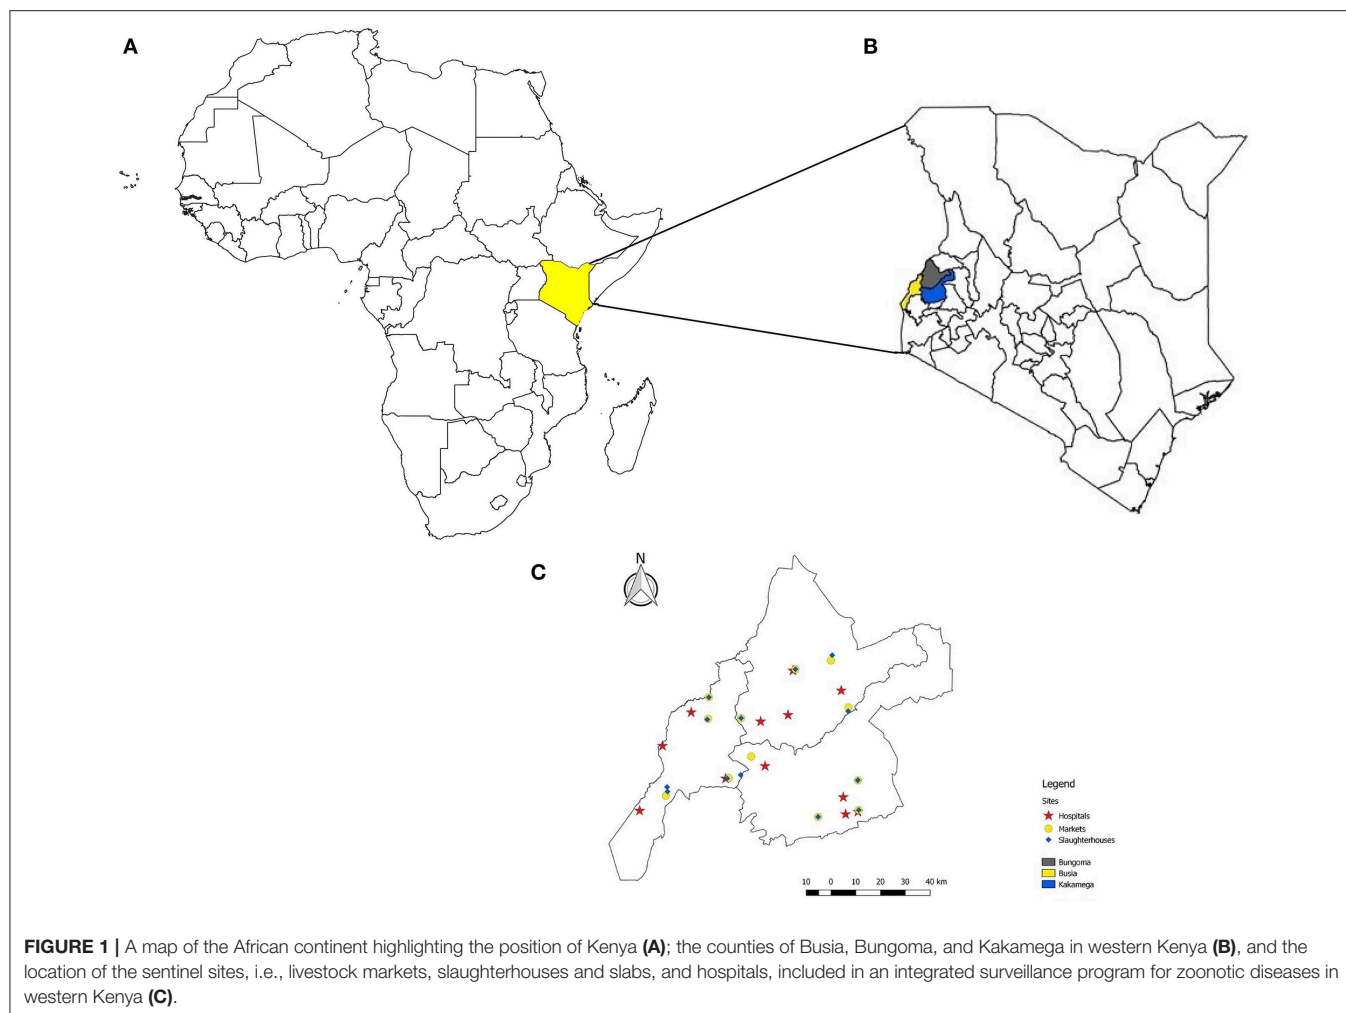 A
B
C
N
Legend
Sites
Hospitals
Markets
Slaughterhouses
Bungoma
Busia
Kakamega
10 0 10 20 30 40 km
FIGURE 1 | A map of the African continent highlighting the position of Kenya (A); the counties of Busia, Bungoma, and Kakamega in western Kenya (B), and the
location of the sentinel sites, i.e., livestock markets, slaughterhouses and slabs, and hospitals, included in an integrated surveillance program for zoonotic diseases in
western Kenya (C).